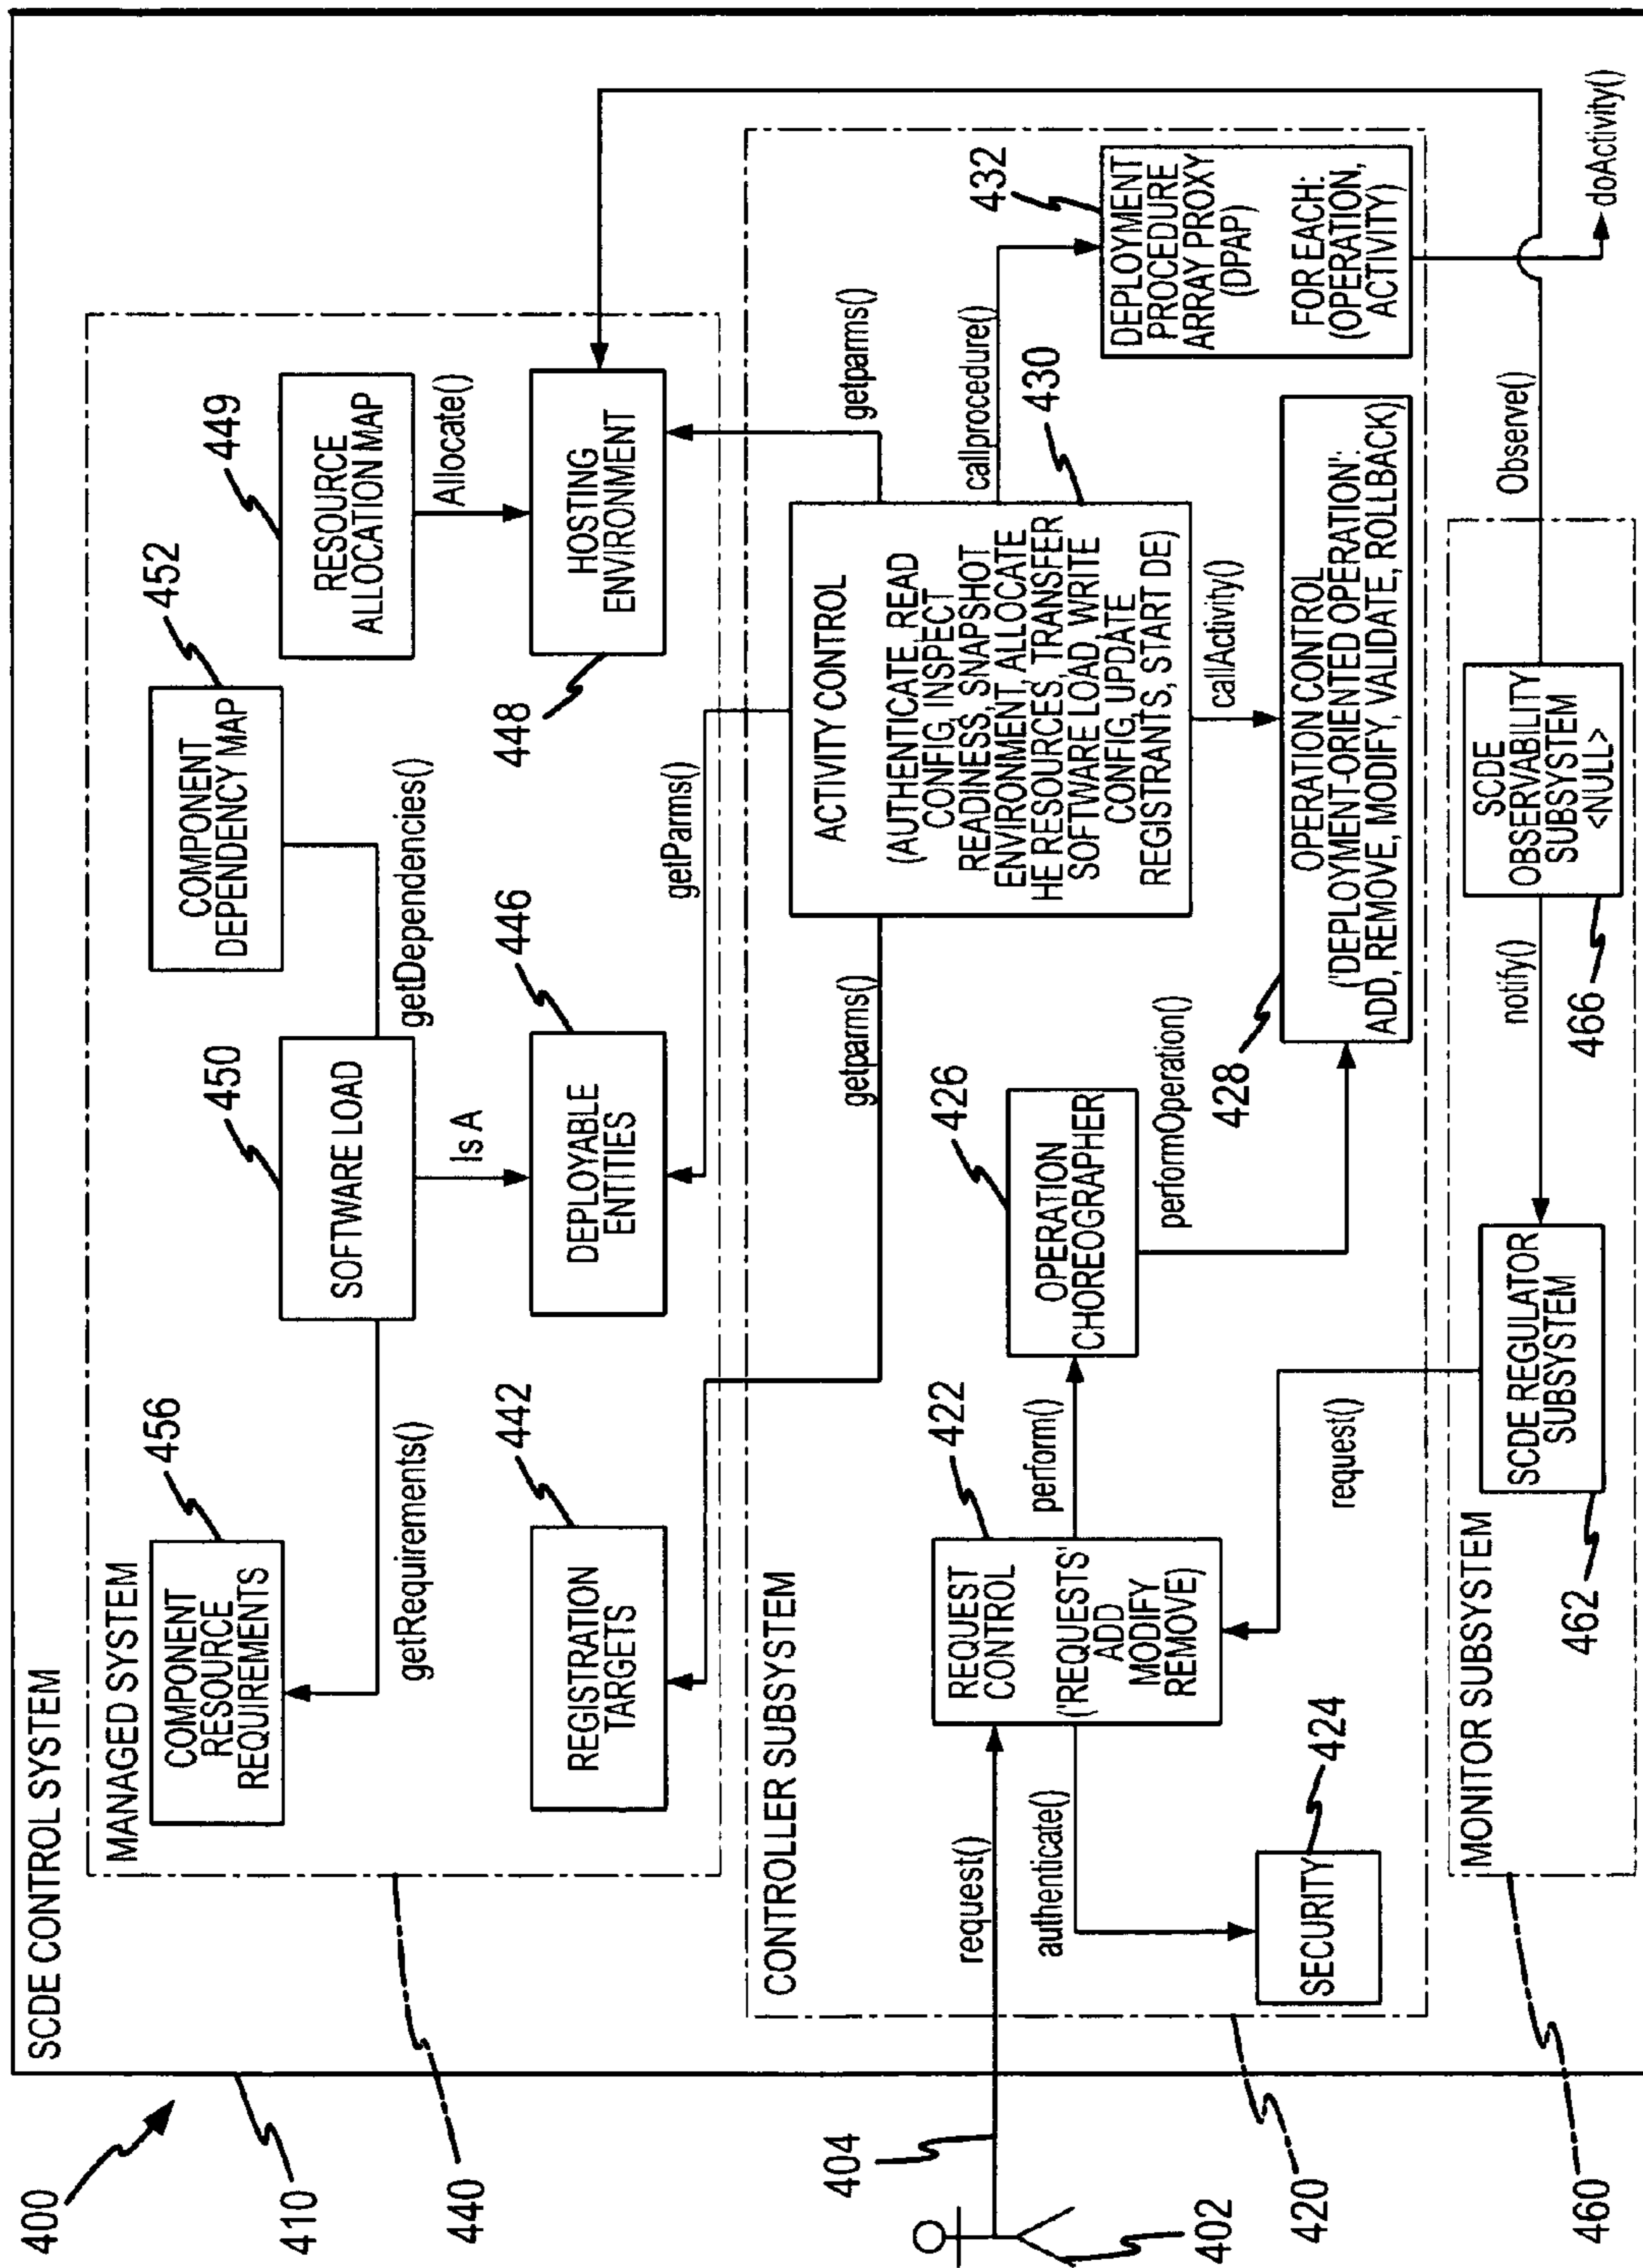 400
410
SCDE CONTROL SYSTEM
440
MANAGED SYSTEM
456
COMPONENT
RESOURCE
REQUIREMENTS
getRequirements()
450
SOFTWARE LOAD
getDependencies()
452
COMPONENT
DEPENDENCY MAP
449
RESOURCE
ALLOCATION MAP
Allocate()
Is A
442
REGISTRATION
TARGETS
446
DEPLOYABLE
ENTITIES
448
HOSTING
ENVIRONMENT
getparms()
getParms()
getparms()
420
CONTROLLER SUBSYSTEM
404
402
request()
422
REQUEST
CONTROL
('REQUESTS'
ADD
MODIFY
REMOVE)
authenticate()
424
SECURITY
perform()
426
OPERATION
CHOREOGRAPHER
performOperation()
430
ACTIVITY CONTROL
(AUTHENTICATE, READ
CONFIG, INSPECT
READINESS, SNAPSHOT
ENVIRONMENT, ALLOCATE
HE RESOURCES, TRANSFER
SOFTWARE LOAD, WRITE
CONFIG, UPDATE
REGISTRANTS, START DE)
callprocedure()
432
DEPLOYMENT
PROCEDURE
ARRAY PROXY
(DPAP)
FOR EACH:
(OPERATION,
ACTIVITY)
doActivity()
callActivity()
428
OPERATION CONTROL
('DEPLOYMENT-ORIENTED OPERATION':
ADD, REMOVE, MODIFY, VALIDATE, ROLLBACK)
request()
460
MONITOR SUBSYSTEM
462
SCDE REGULATOR
SUBSYSTEM
notify()
466
SCDE
OBSERVABILITY
SUBSYSTEM
<NULL>
Observe()